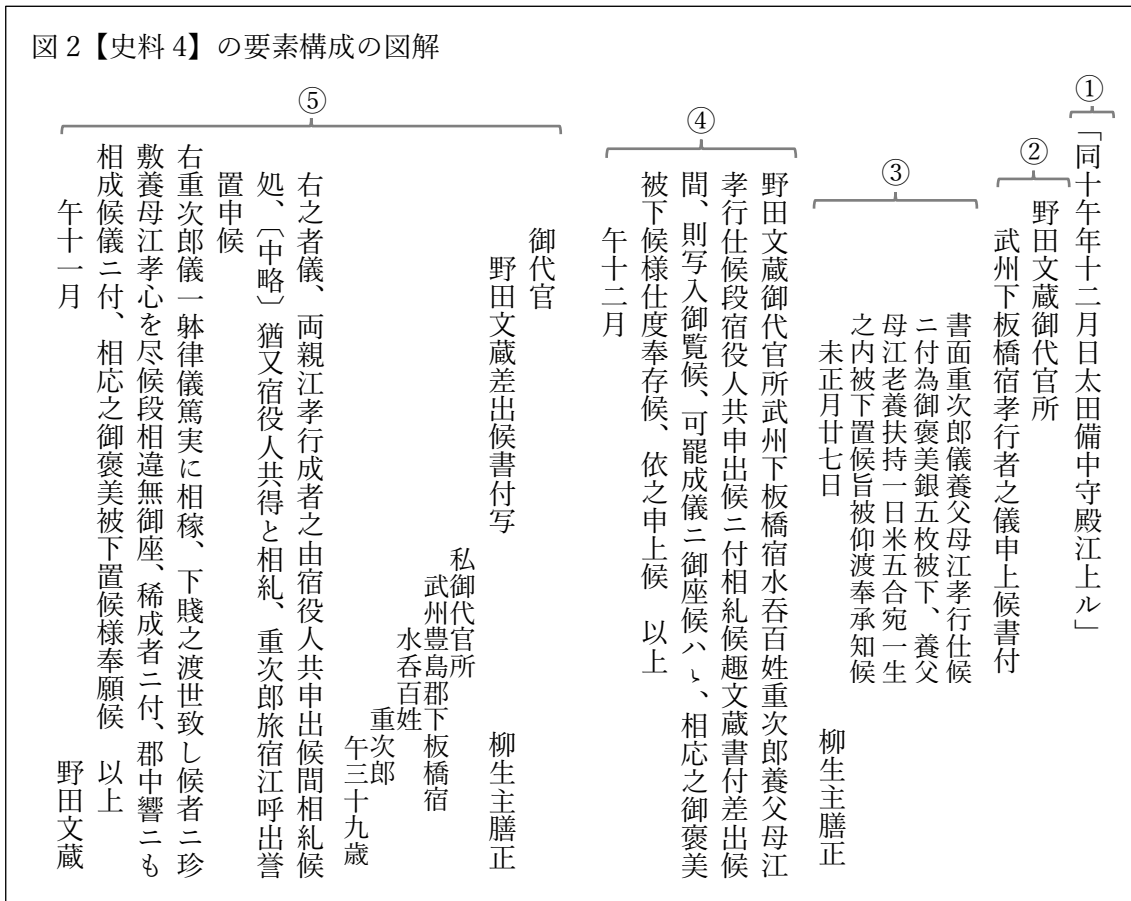 図2【史料4】の要素構成の図解
①
「同十午年十二月日太田備中守殿江上ル」
②
野田文蔵御代官所
武州下板橋宿孝行者之儀申上候書付
③
書面重次郎儀養父母江孝行仕候
ニ付為御褒美銀五枚被下、養父
母江老養扶持一日米五合宛一生
之内被下置候旨被仰渡奉承知候
未正月廿七日
柳生主膳正
④
野田文蔵御代官所武州下板橋宿水呑百姓重次郎養父母江
孝行仕候段宿役人共申出候ニ付相糺候趣文蔵書付差出候
間、則写入御覧候、可罷成儀ニ御座候ハヽ、相応之御褒美
被下候様仕度奉存候、依之申上候　以上
午十二月
柳生主膳正
⑤
御代官
野田文蔵差出候書付写
私御代官所
武州豊島郡下板橋宿
水呑百姓
重次郎
午三十九歳
右之者儀、両親江孝行成者之由宿役人共申出候間相糺候
処、〔中略〕猶又宿役人共得と相糺、重次郎旅宿江呼出誉
置申候
右重次郎儀一躰律儀篤実に相稼、下賤之渡世致し候者ニ珍
敷養母江孝心を尽候段相違無御座、稀成者ニ付、郡中響ニも
相成候儀ニ付、相応之御褒美被下置候様奉願候　以上
午十一月
野田文蔵